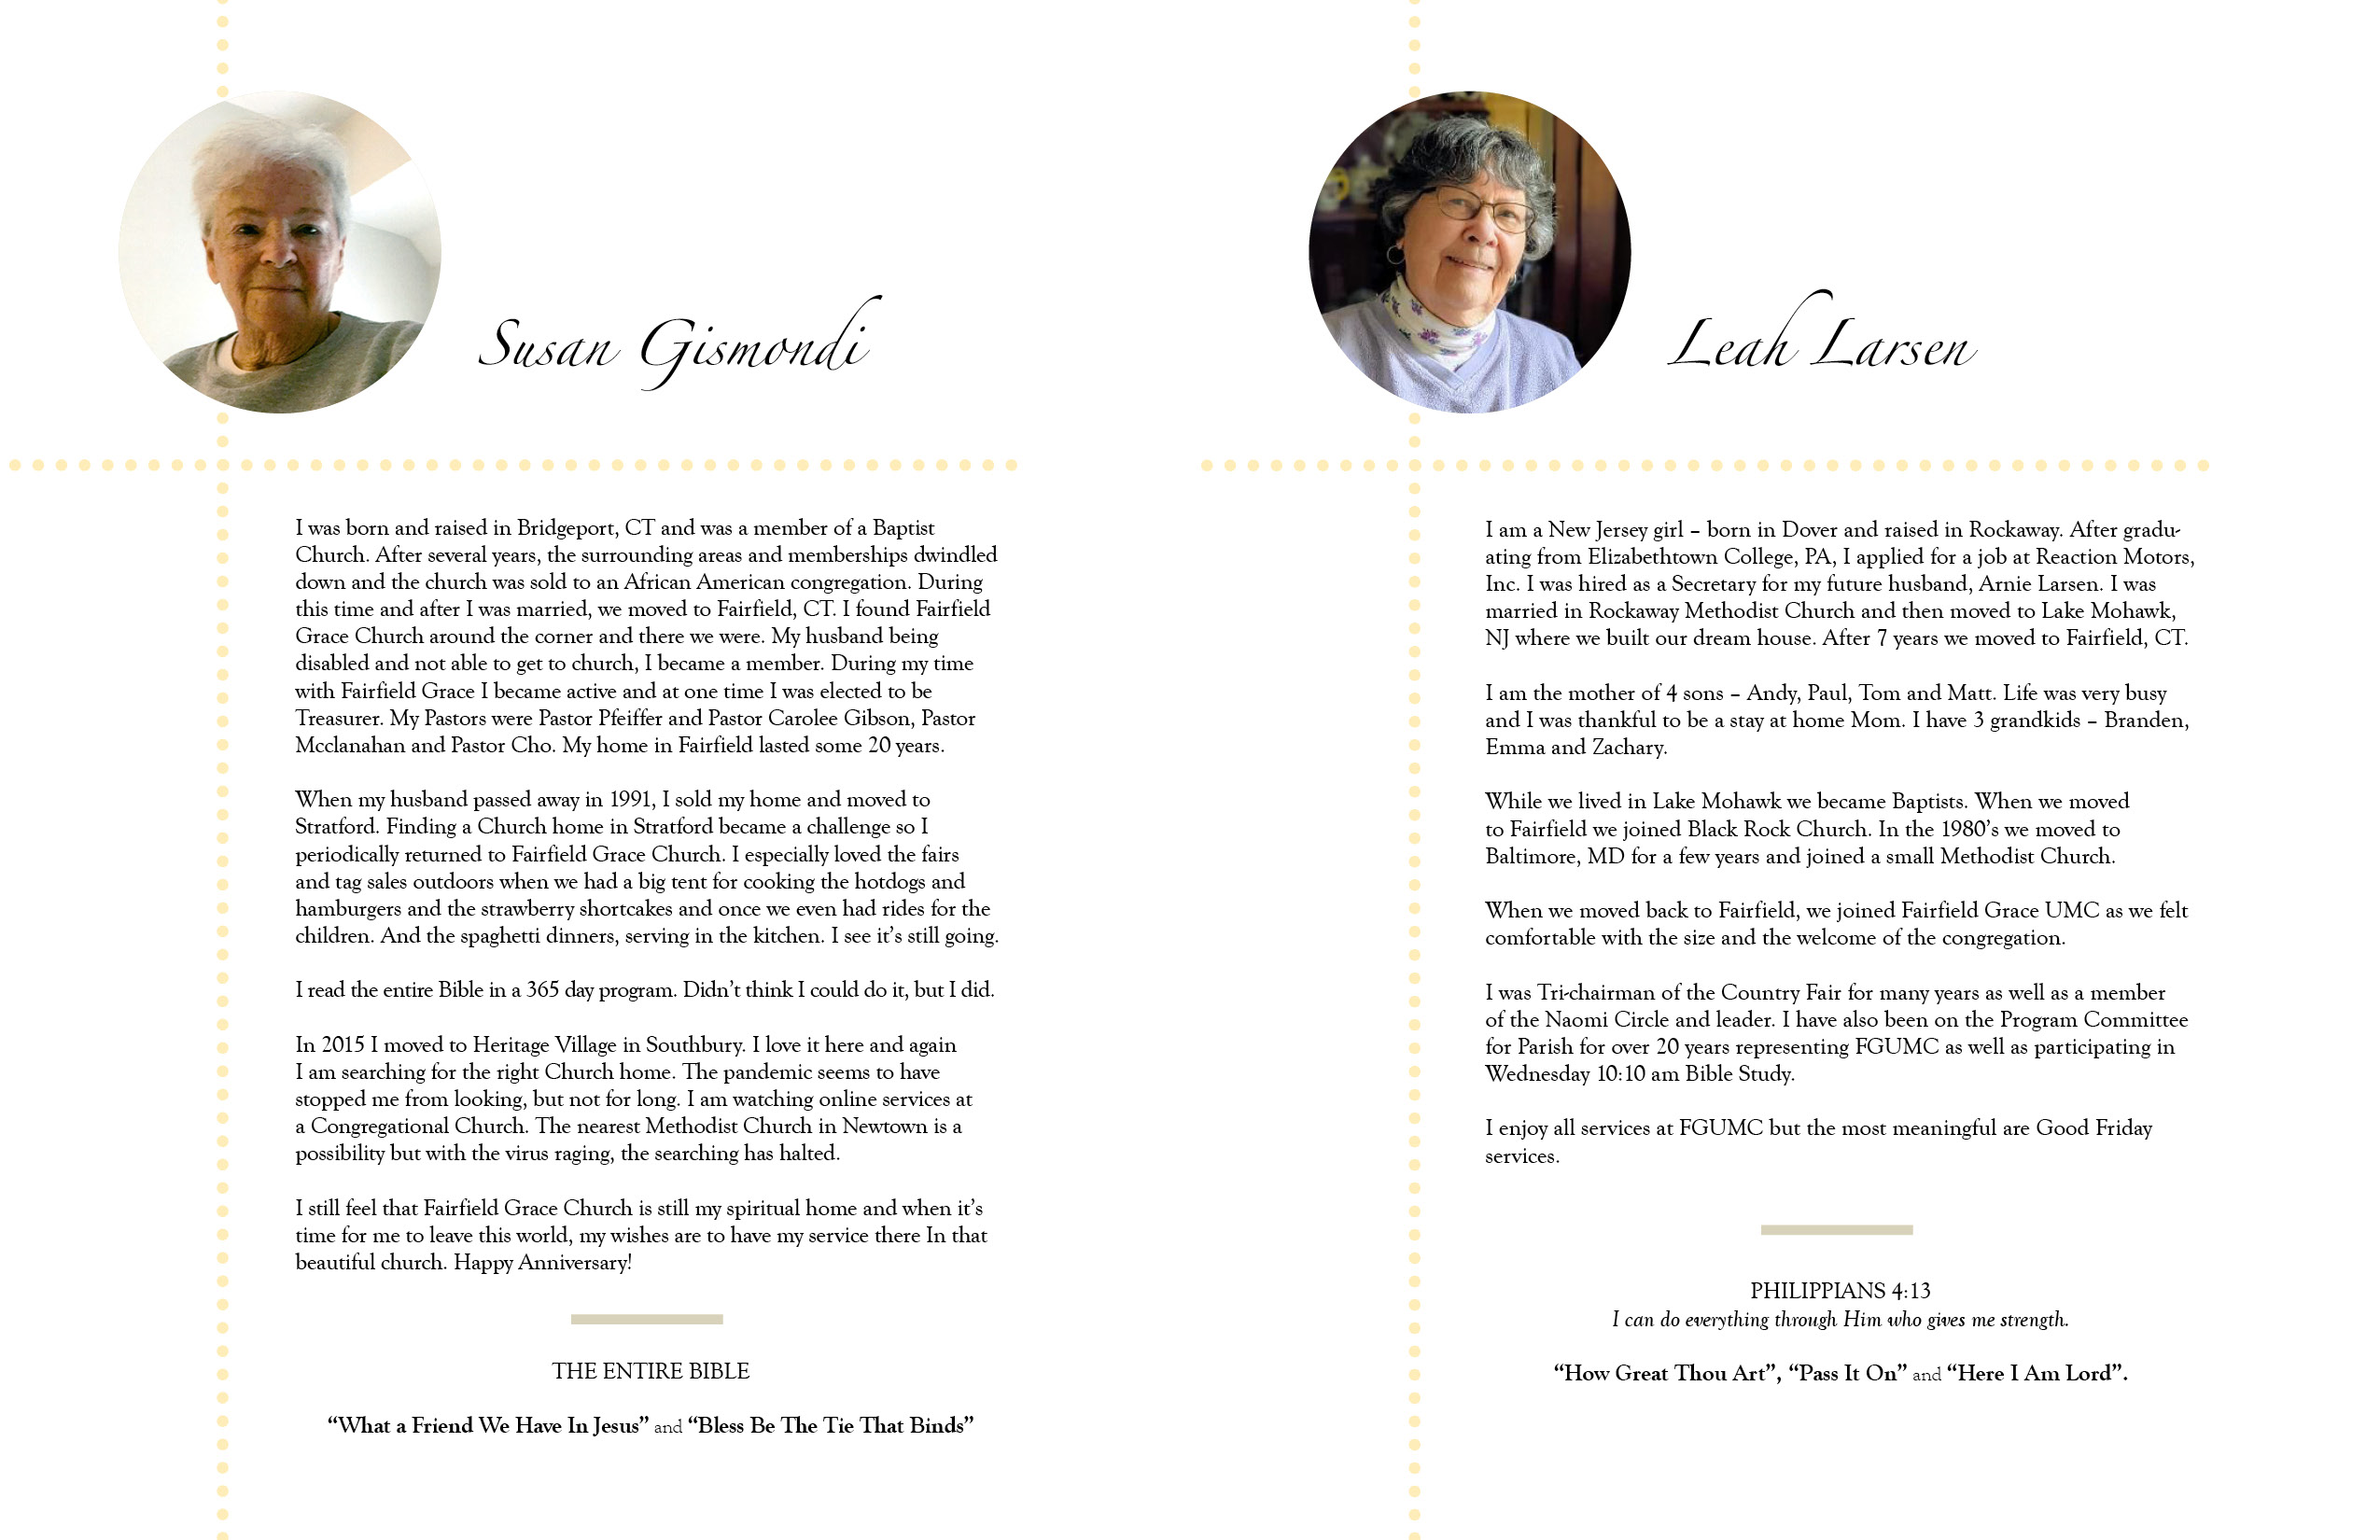 Susan Gismondi
I was born and raised in Bridgeport, CT and was a member of a Baptist
Church. After several years, the surrounding areas and memberships dwindled
down and the church was sold to an African American congregation. During
this time and after I was married, we moved to Fairfield, CT. I found Fairfield
Grace Church around the corner and there we were. My husband being
disabled and not able to get to church, I became a member. During my time
with Fairfield Grace I became active and at one time I was elected to be
Treasurer. My Pastors were Pastor Pfeiffer and Pastor Carolee Gibson, Pastor
Mcclanahan and Pastor Cho. My home in Fairfield lasted some 20 years.
When my husband passed away in 1991, I sold my home and moved to
Stratford. Finding a Church home in Stratford became a challenge so I
periodically returned to Fairfield Grace Church. I especially loved the fairs
and tag sales outdoors when we had a big tent for cooking the hotdogs and
hamburgers and the strawberry shortcakes and once we even had rides for the
children. And the spaghetti dinners, serving in the kitchen. I see it’s still going.
I read the entire Bible in a 365 day program. Didn’t think I could do it, but I did.
In 2015 I moved to Heritage Village in Southbury. I love it here and again
I am searching for the right Church home. The pandemic seems to have
stopped me from looking, but not for long. I am watching online services at
a Congregational Church. The nearest Methodist Church in Newtown is a
possibility but with the virus raging, the searching has halted.
I still feel that Fairfield Grace Church is still my spiritual home and when it’s
time for me to leave this world, my wishes are to have my service there In that
beautiful church. Happy Anniversary!
THE ENTIRE BIBLE
“What a Friend We Have In Jesus” and “Bless Be The Tie That Binds”
Leah Larsen
I am a New Jersey girl – born in Dover and raised in Rockaway. After gradu-
ating from Elizabethtown College, PA, I applied for a job at Reaction Motors,
Inc. I was hired as a Secretary for my future husband, Arnie Larsen. I was
married in Rockaway Methodist Church and then moved to Lake Mohawk,
NJ where we built our dream house. After 7 years we moved to Fairfield, CT.
I am the mother of 4 sons – Andy, Paul, Tom and Matt. Life was very busy
and I was thankful to be a stay at home Mom. I have 3 grandkids – Branden,
Emma and Zachary.
While we lived in Lake Mohawk we became Baptists. When we moved
to Fairfield we joined Black Rock Church. In the 1980’s we moved to
Baltimore, MD for a few years and joined a small Methodist Church.
When we moved back to Fairfield, we joined Fairfield Grace UMC as we felt
comfortable with the size and the welcome of the congregation.
I was Tri-chairman of the Country Fair for many years as well as a member
of the Naomi Circle and leader. I have also been on the Program Committee
for Parish for over 20 years representing FGUMC as well as participating in
Wednesday 10:10 am Bible Study.
I enjoy all services at FGUMC but the most meaningful are Good Friday
services.
PHILIPPIANS 4:13
I can do everything through Him who gives me strength.
“How Great Thou Art”, “Pass It On” and “Here I Am Lord”.